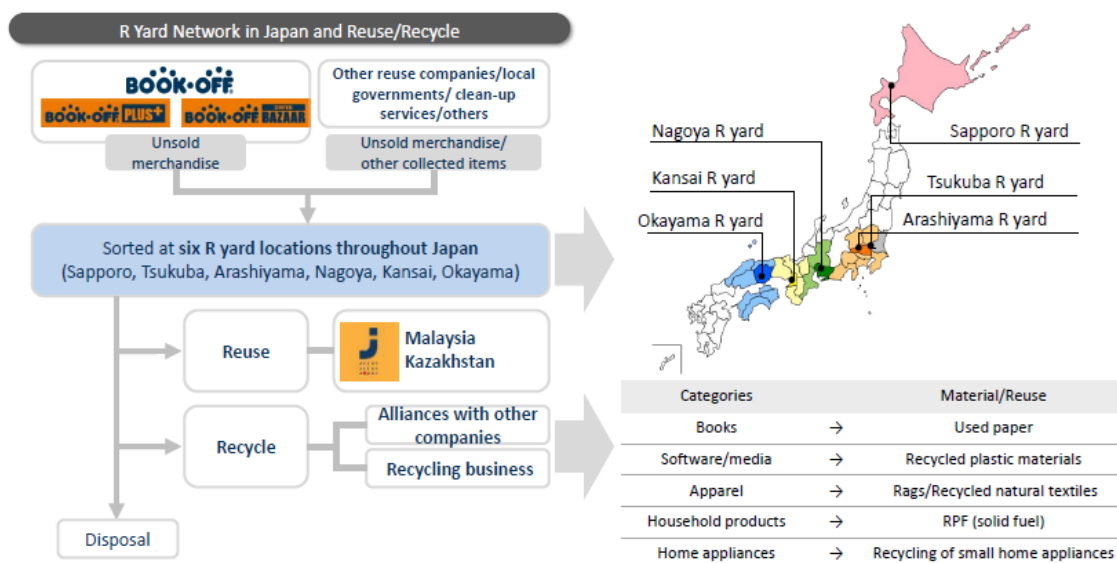 R Yard Network in Japan and Reuse/Recycle
BOOK•OFF
BOOK•OFF PLUS+
BOOK•OFF SUPER BAZAAR
Unsold
merchandise
Other reuse companies/local
governments/ clean-up
services/others
Unsold merchandise/
other collected items
Sorted at six R yard locations throughout Japan
(Sapporo, Tsukuba, Arashiyama, Nagoya, Kansai, Okayama)
Reuse
Malaysia
Kazakhstan
Recycle
Alliances with other
companies
Recycling business
Disposal
Nagoya R yard
Sapporo R yard
Kansai R yard
Tsukuba R yard
Okayama R yard
Arashiyama R yard
Categories Material/Reuse
Books → Used paper
Software/media → Recycled plastic materials
Apparel → Rags/Recycled natural textiles
Household products → RPF (solid fuel)
Home appliances → Recycling of small home appliances